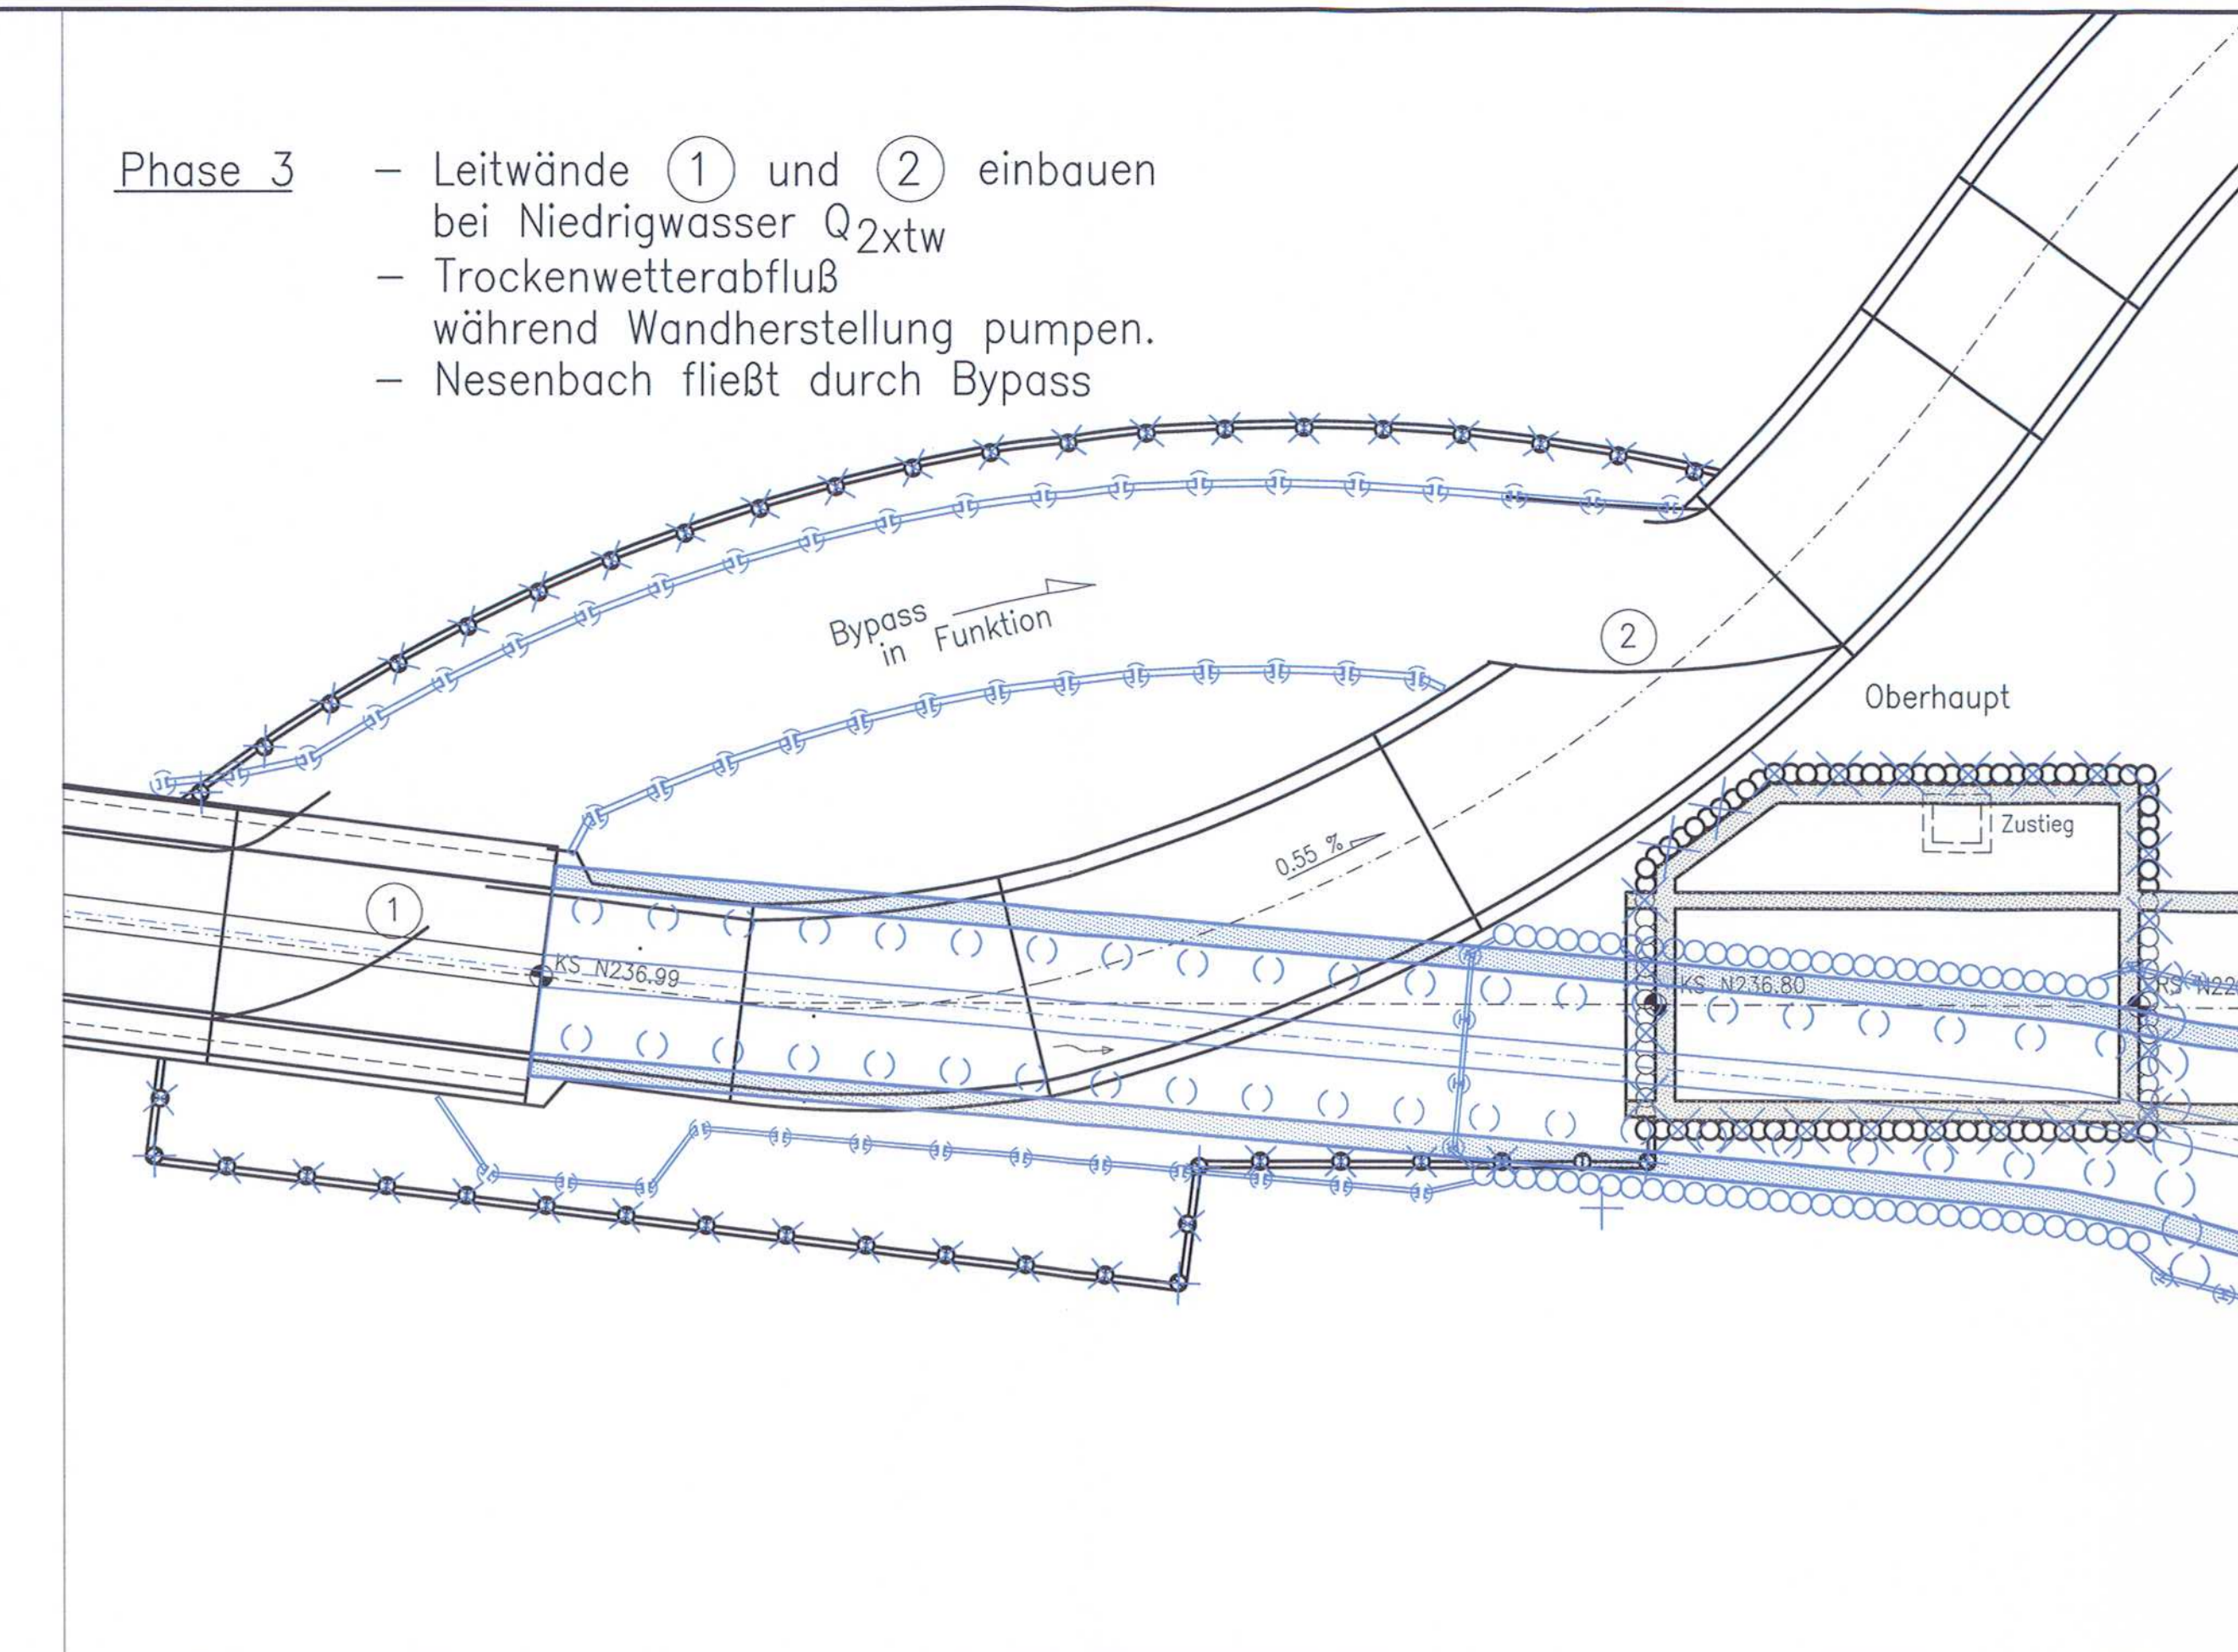 Phase 3 – Leitwände 1 und 2 einbauen
bei Niedrigwasser Q2xtw
– Trockenwetterabfluß
während Wandherstellung pumpen.
– Nesenbach fließt durch Bypass
Bypass
in Funktion
2
Oberhaupt
Zustieg
0.55 %
1
KS N236.99
KS N236.80